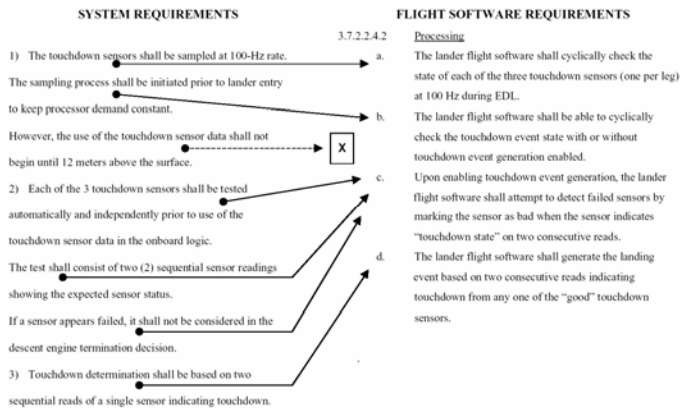 SYSTEM REQUIREMENTS
1) The touchdown sensors shall be sampled at 100-Hz rate.
The sampling process shall be initiated prior to lander entry
to keep processor demand constant.
However, the use of the touchdown sensor data shall not
begin until 12 meters above the surface.
2) Each of the 3 touchdown sensors shall be tested
automatically and independently prior to use of the
touchdown sensor data in the onboard logic.
The test shall consist of two (2) sequential sensor readings
showing the expected sensor status.
If a sensor appears failed, it shall not be considered in the
descent engine termination decision.
3) Touchdown determination shall be based on two
sequential reads of a single sensor indicating touchdown.
X
FLIGHT SOFTWARE REQUIREMENTS
3.7.2.2.4.2 Processing
a. The lander flight software shall cyclically check the
state of each of the three touchdown sensors (one per leg)
at 100 Hz during EDL.
b. The lander flight software shall be able to cyclically
check the touchdown event state with or without
touchdown event generation enabled.
c. Upon enabling touchdown event generation, the lander
flight software shall attempt to detect failed sensors by
marking the sensor as bad when the sensor indicates
“touchdown state” on two consecutive reads.
d. The lander flight software shall generate the landing
event based on two consecutive reads indicating
touchdown from any one of the “good” touchdown
sensors.